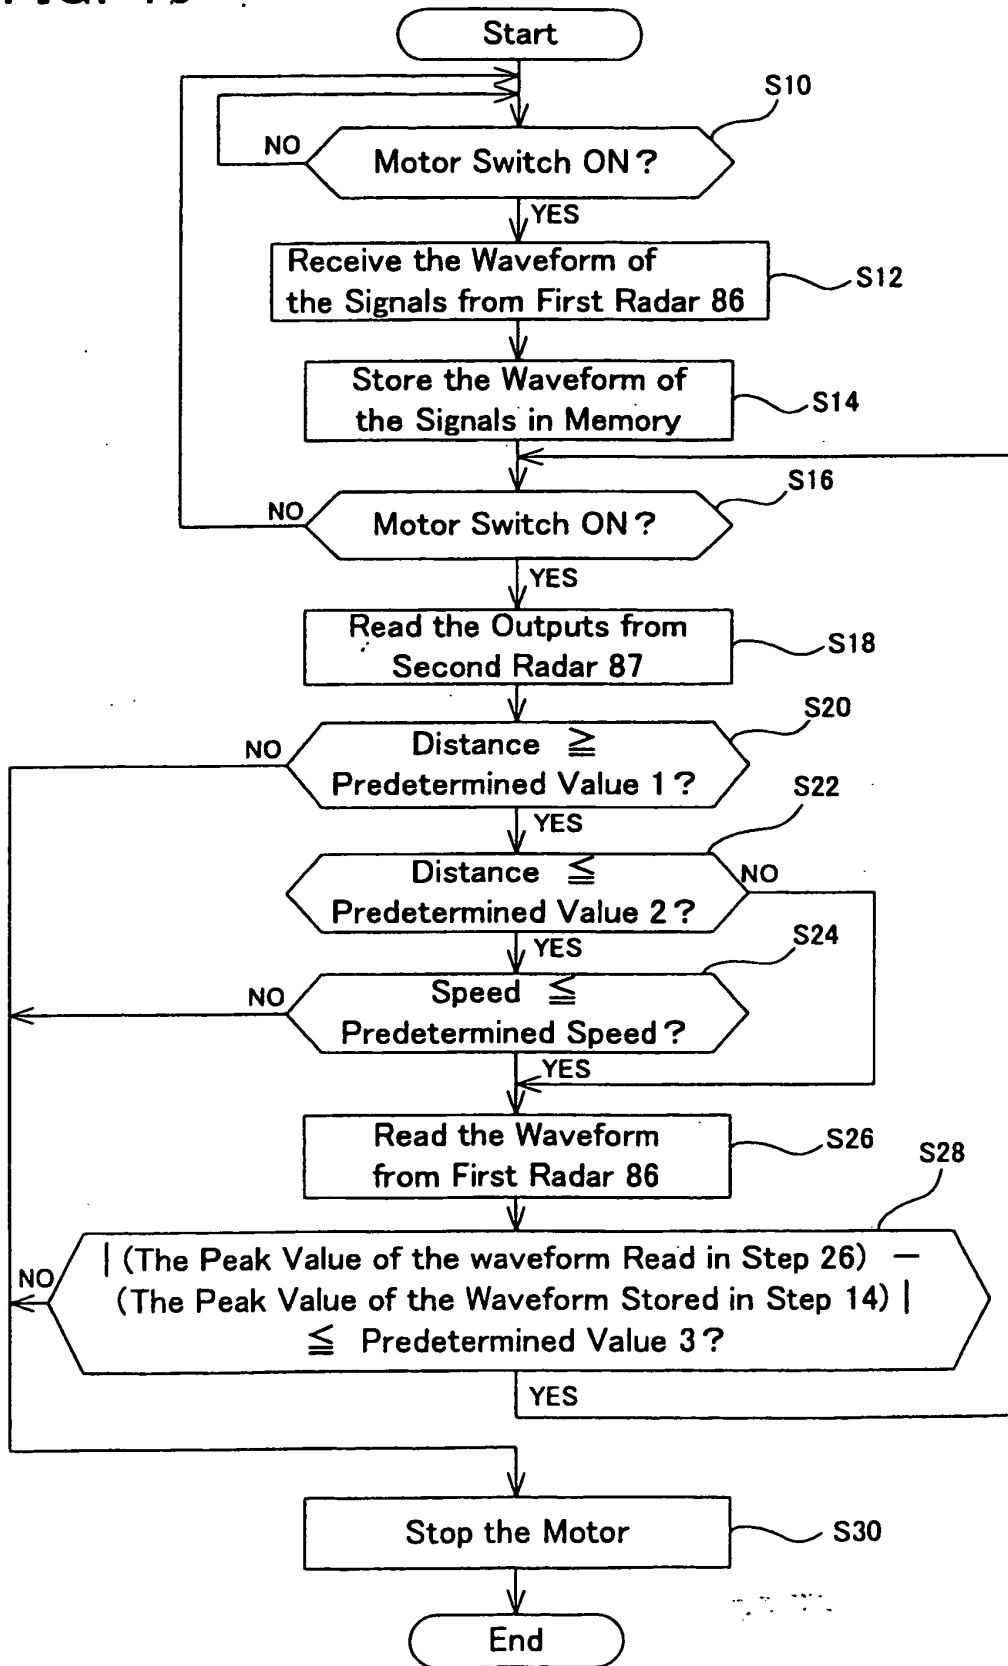 Start
S10
NO
Motor Switch ON?
YES
Receive the Waveform of
the Signals from First Radar 86
S12
Store the Waveform of
the Signals in Memory
S14
S16
NO
Motor Switch ON?
YES
Read the Outputs from
Second Radar 87
S18
S20
NO
Distance ≧
Predetermined Value 1?
YES
S22
Distance ≦
Predetermined Value 2?
NO
YES
S24
NO
Speed ≦
Predetermined Speed?
YES
Read the Waveform
from First Radar 86
S26
S28
NO
|(The Peak Value of the waveform Read in Step 26) −
(The Peak Value of the Waveform Stored in Step 14)|
≦ Predetermined Value 3?
YES
Stop the Motor
S30
End